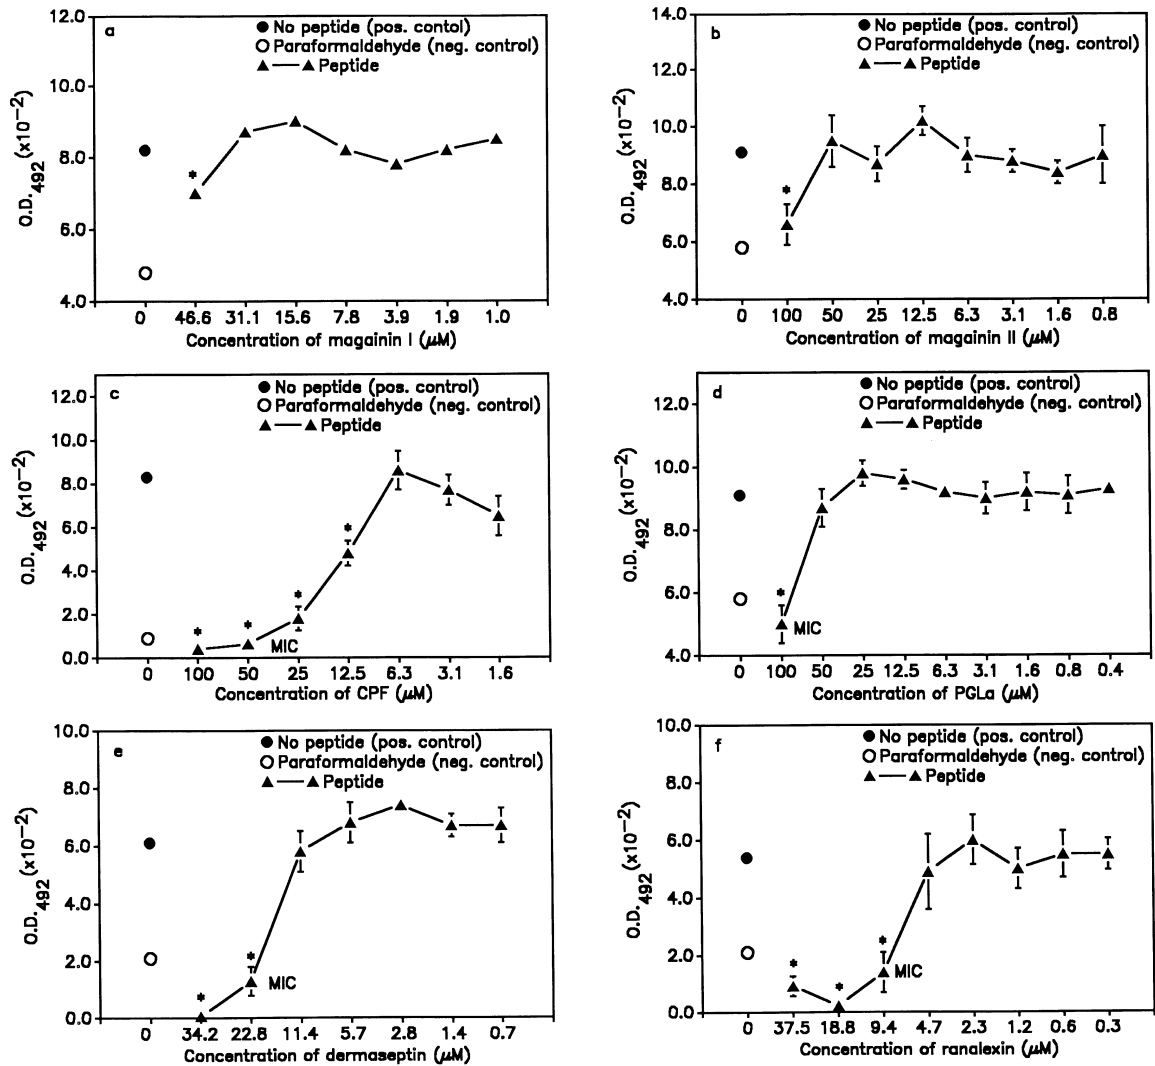 a
No peptide (pos. contol)
Paraformaldehyde (neg. control)
Peptide
12.0
10.0
8.0
6.0
4.0
O.D.492 (x10−2)
*
0 46.6 31.1 15.6 7.8 3.9 1.9 1.0
Concentration of magainin I (µM)
b
No peptide (pos. control)
Paraformaldehyde (neg. control)
Peptide
14.0
12.0
10.0
8.0
6.0
4.0
O.D.492 (x10−2)
*
0 100 50 25 12.5 6.3 3.1 1.6 0.8
Concentration of magainin II (µM)
c
No peptide (pos. control)
Paraformaldehyde (neg. control)
Peptide
12.0
10.0
8.0
6.0
4.0
2.0
0.0
O.D.492 (x10−2)
* * * *
MIC
0 100 50 25 12.5 6.3 3.1 1.6
Concentration of CPF (µM)
d
No peptide (pos. control)
Paraformaldehyde (neg. control)
Peptide
12.0
10.0
8.0
6.0
4.0
O.D.492 (x10−2)
*
MIC
0 100 50 25 12.5 6.3 3.1 1.6 0.8 0.4
Concentration of PGLa (µM)
e
No peptide (pos. control)
Paraformaldehyde (neg. control)
Peptide
10.0
8.0
6.0
4.0
2.0
0.0
O.D.492 (x10−2)
* *
MIC
0 34.2 22.8 11.4 5.7 2.8 1.4 0.7
Concentration of dermaseptin (µM)
f
No peptide (pos. control)
Paraformaldehyde (neg. control)
Peptide
10.0
8.0
6.0
4.0
2.0
0.0
O.D.492 (x10−2)
* * *
MIC
0 37.5 18.8 9.4 4.7 2.3 1.2 0.6 0.3
Concentration of ranalexin (µM)